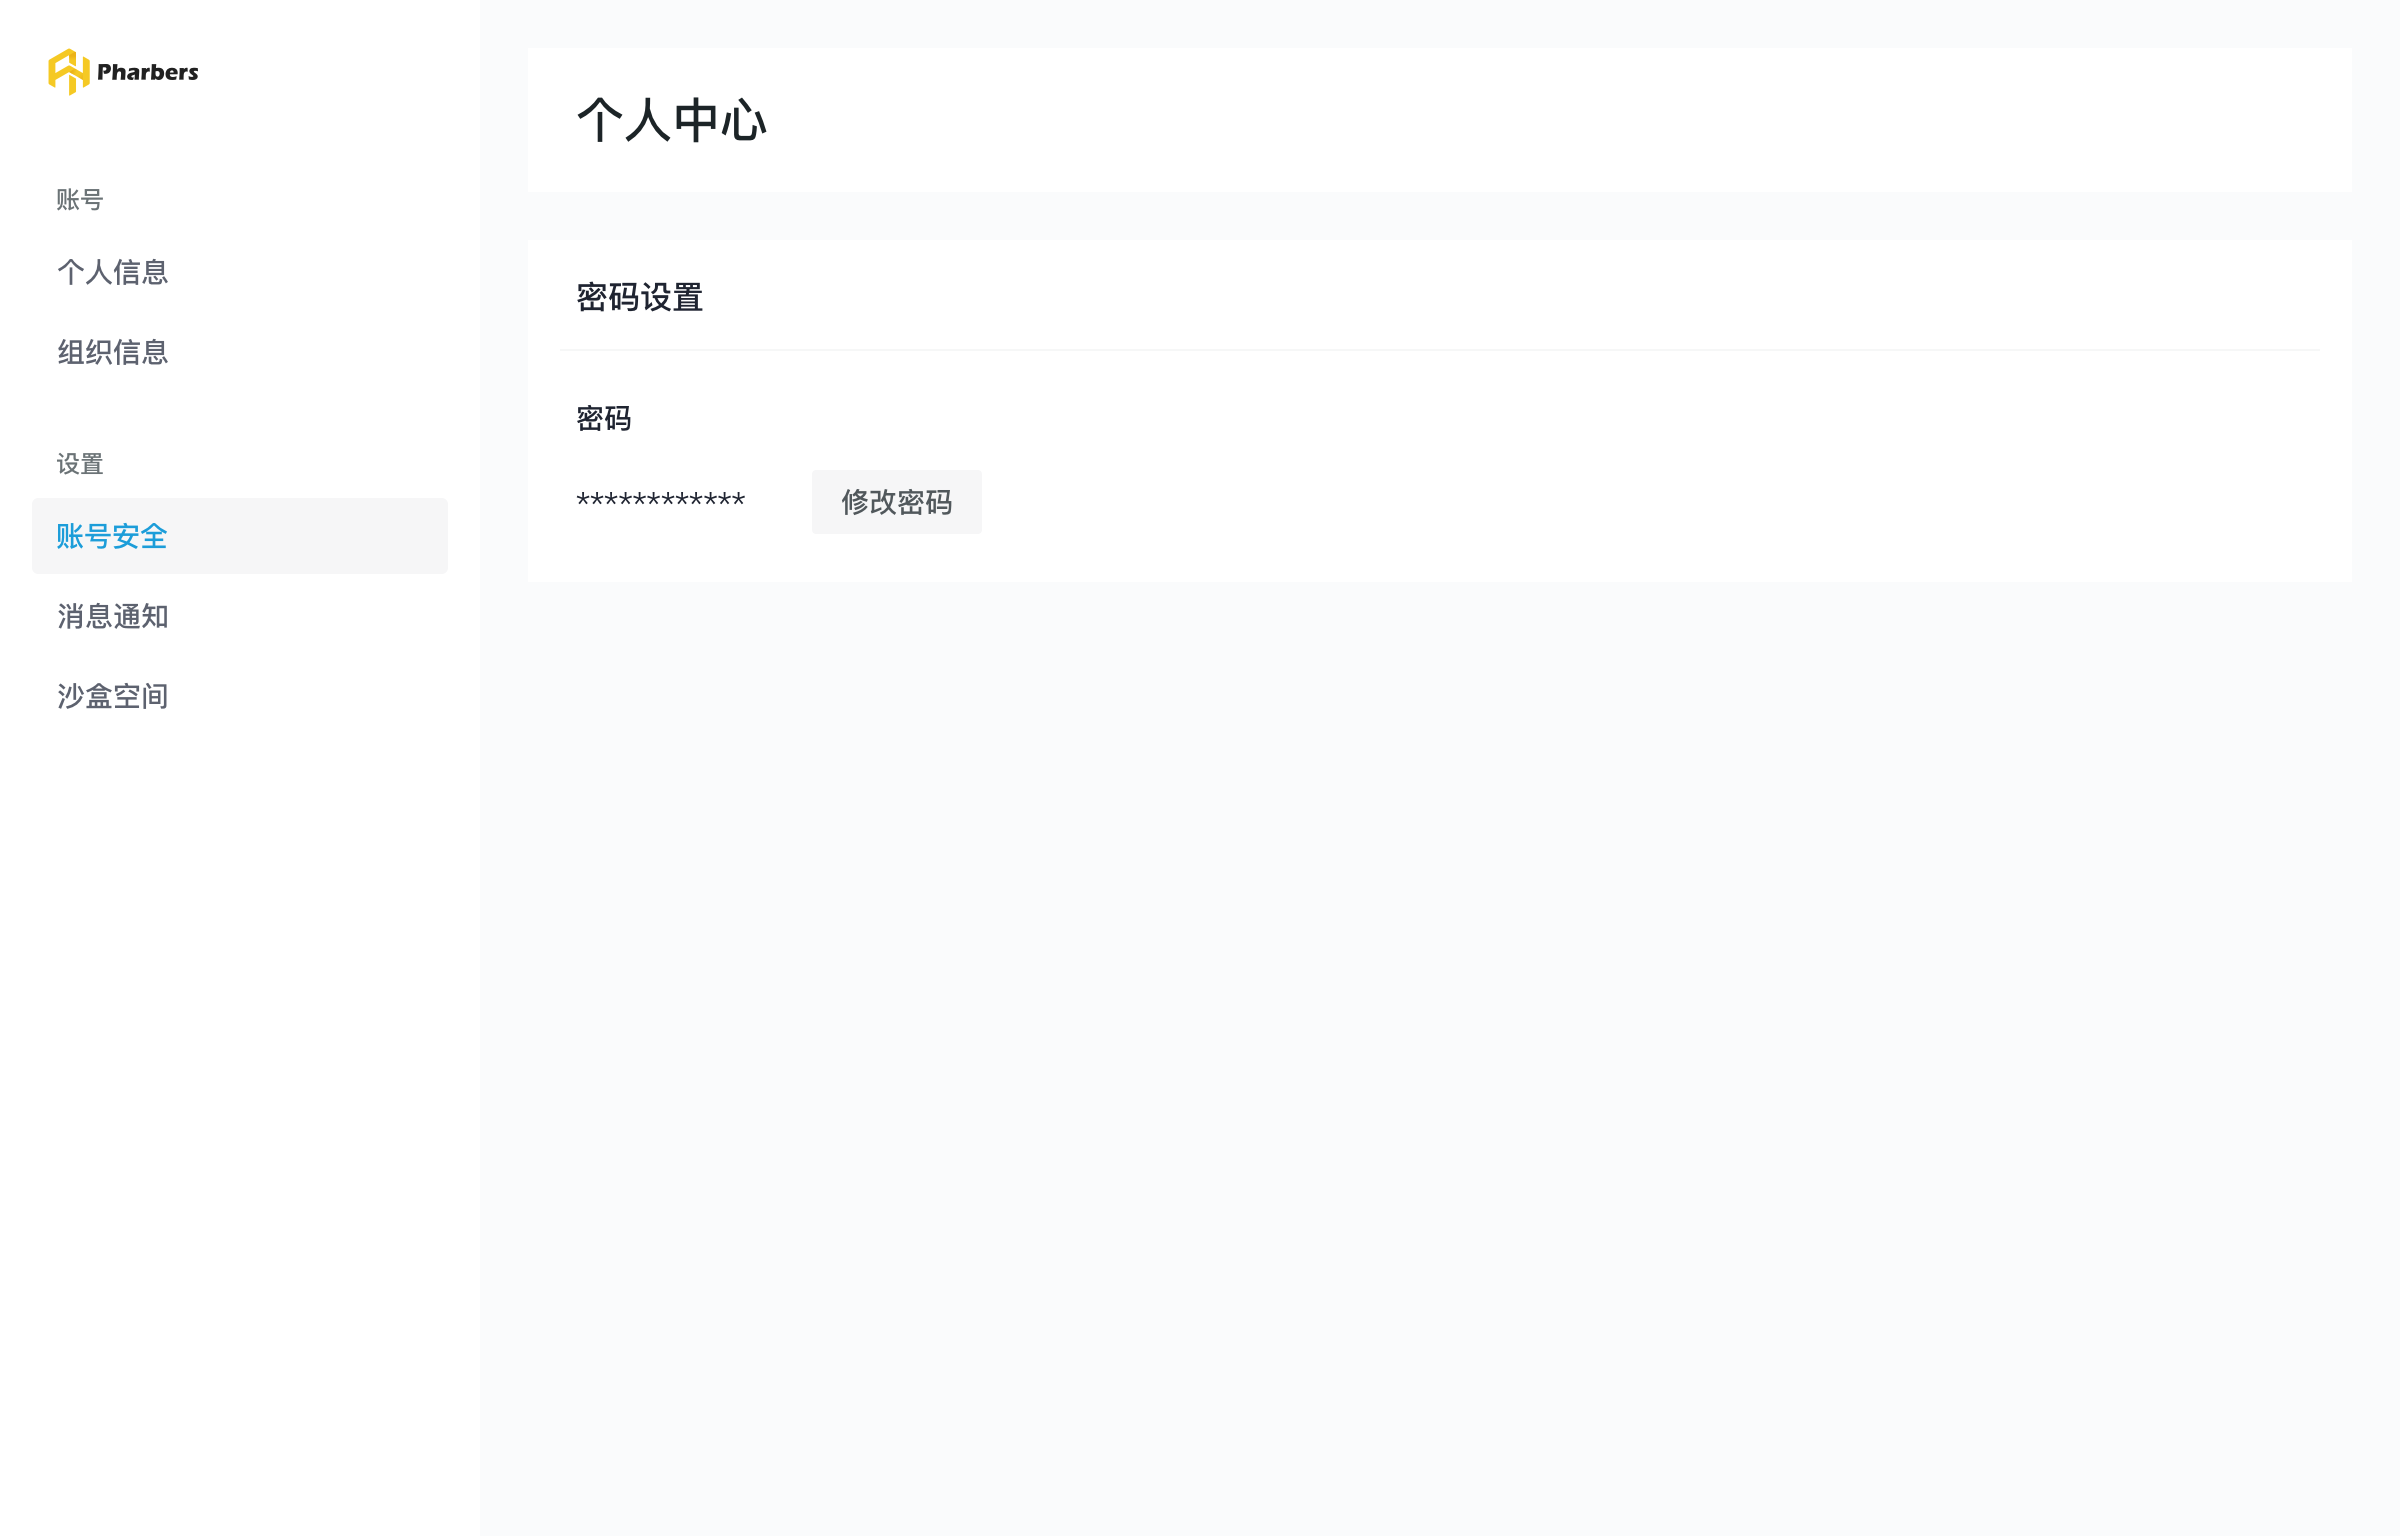 Pharbers
账号
个人信息
组织信息
设置
账号安全
消息通知
沙盒空间
个人中心
密码设置
密码
************ 修改密码